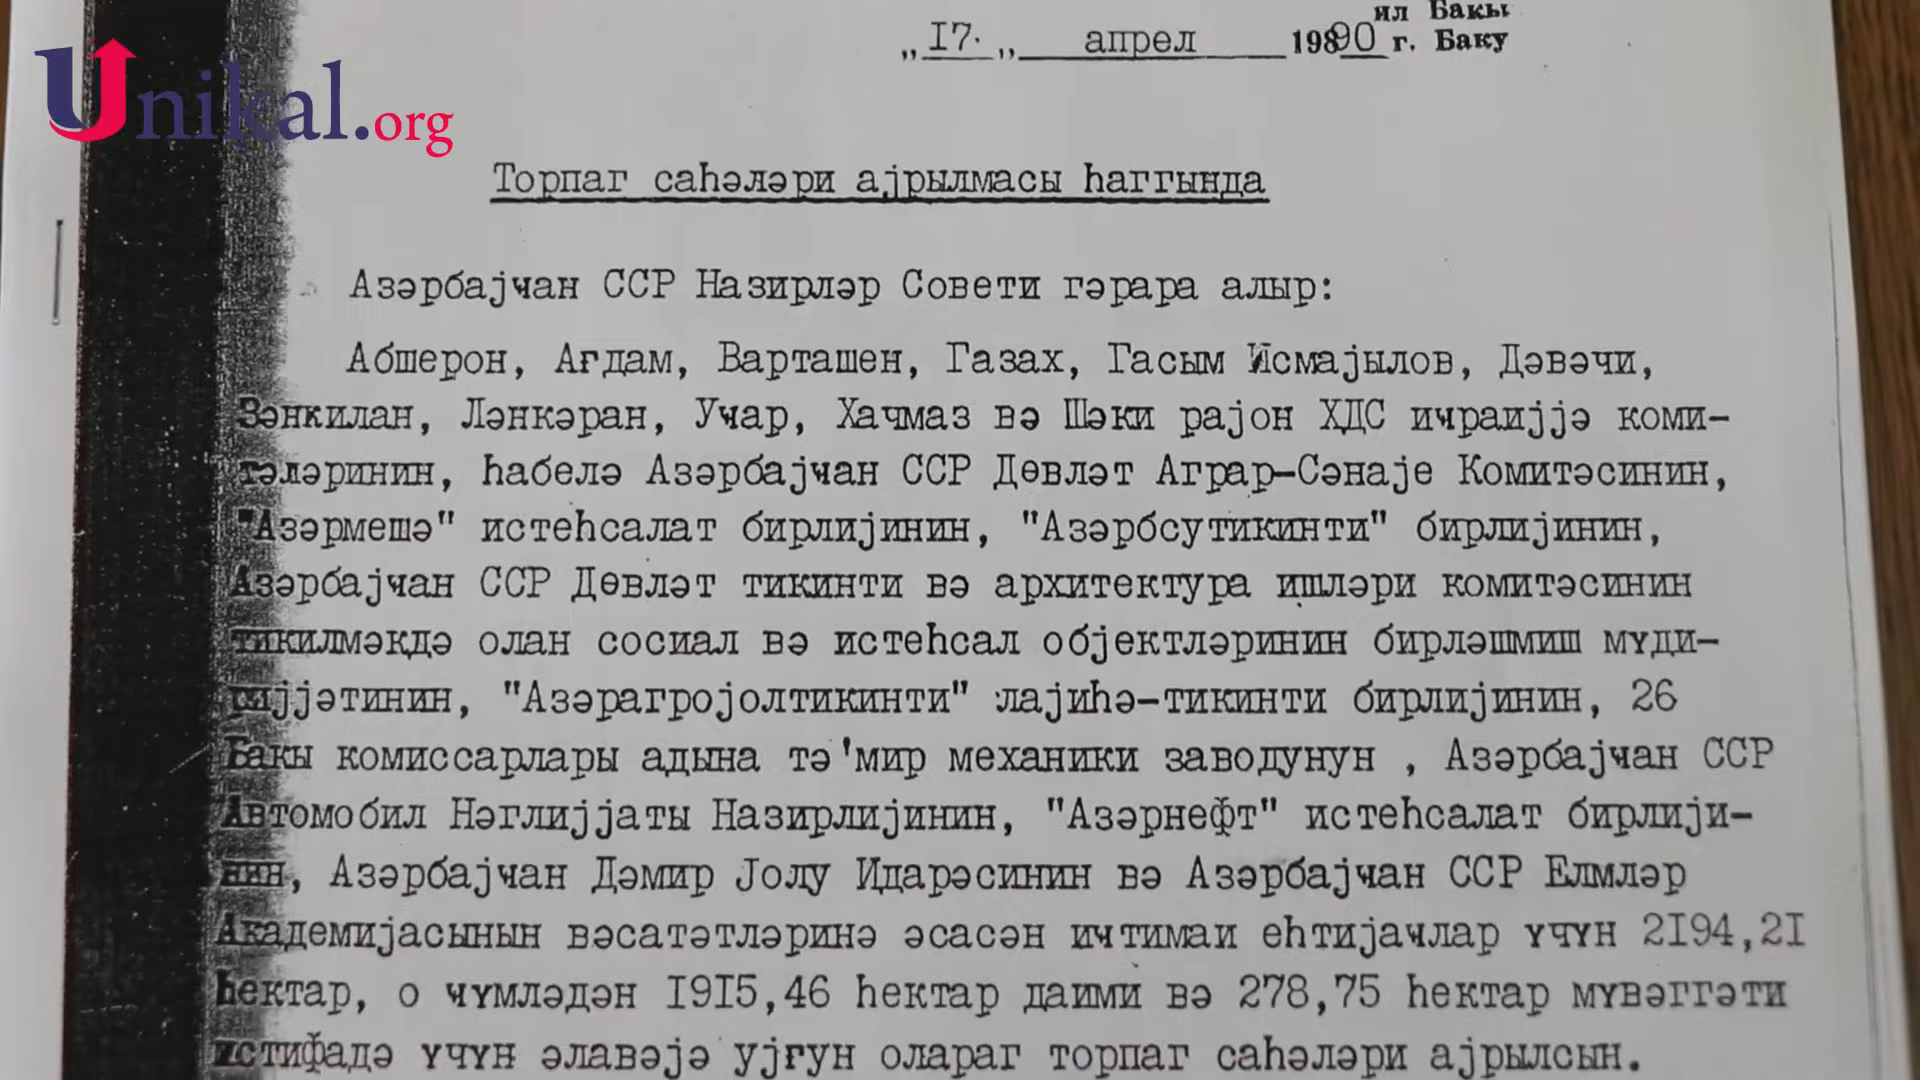 ил Бакы
„17.„ апрел 19890 г. Баку
Unikal.org
Торпаг саһәләри ајрылмасы һаггында
Азәрбајҹан ССР Назирләр Совети гәрара алыр:
Абшерон, Ағдам, Варташен, Газах, Гасым Исмајылов, Дәвәчи,
Зәнкилан, Ләнкәран, Уҹар, Хачмаз вә Шәки рајон ХДС иҹраијјә коми-
тәләринин, һабелә Азәрбајҹан ССР Дөвләт Аграр-Сәнаје Комитәсинин,
"Азәрмешә" истеһсалат бирлијинин, "Азәрбсутикинти" бирлијинин,
Азәрбајҹан ССР Дөвләт тикинти вә архитектура ишләри комитәсинин
тикилмәкдә олан сосиал вә истеһсал објектләринин бирләшмиш мүди-
ријјәтинин, "Азәрагројолтикинти" лајиһә-тикинти бирлијинин, 26
Бакы комиссарлары адына тә'мир механики заводунун , Азәрбајҹан ССР
Автомобил Нәглијјаты Назирлијинин, "Азәрнефт" истеһсалат бирлији-
нин, Азәрбајҹан Дәмир Јолу Идарәсинин вә Азәрбајҹан ССР Елмләр
Академијасынын вәсатәтләринә әсасән иҹтимаи еһтијаҹлар үчүн 2I94,2I
һектар, о ҹүмләдән I9I5,46 һектар даими вә 278,75 һектар мүвәггәти
истифадә үчүн әлавәјә ујғун олараг торпаг саһәләри ајрылсын.